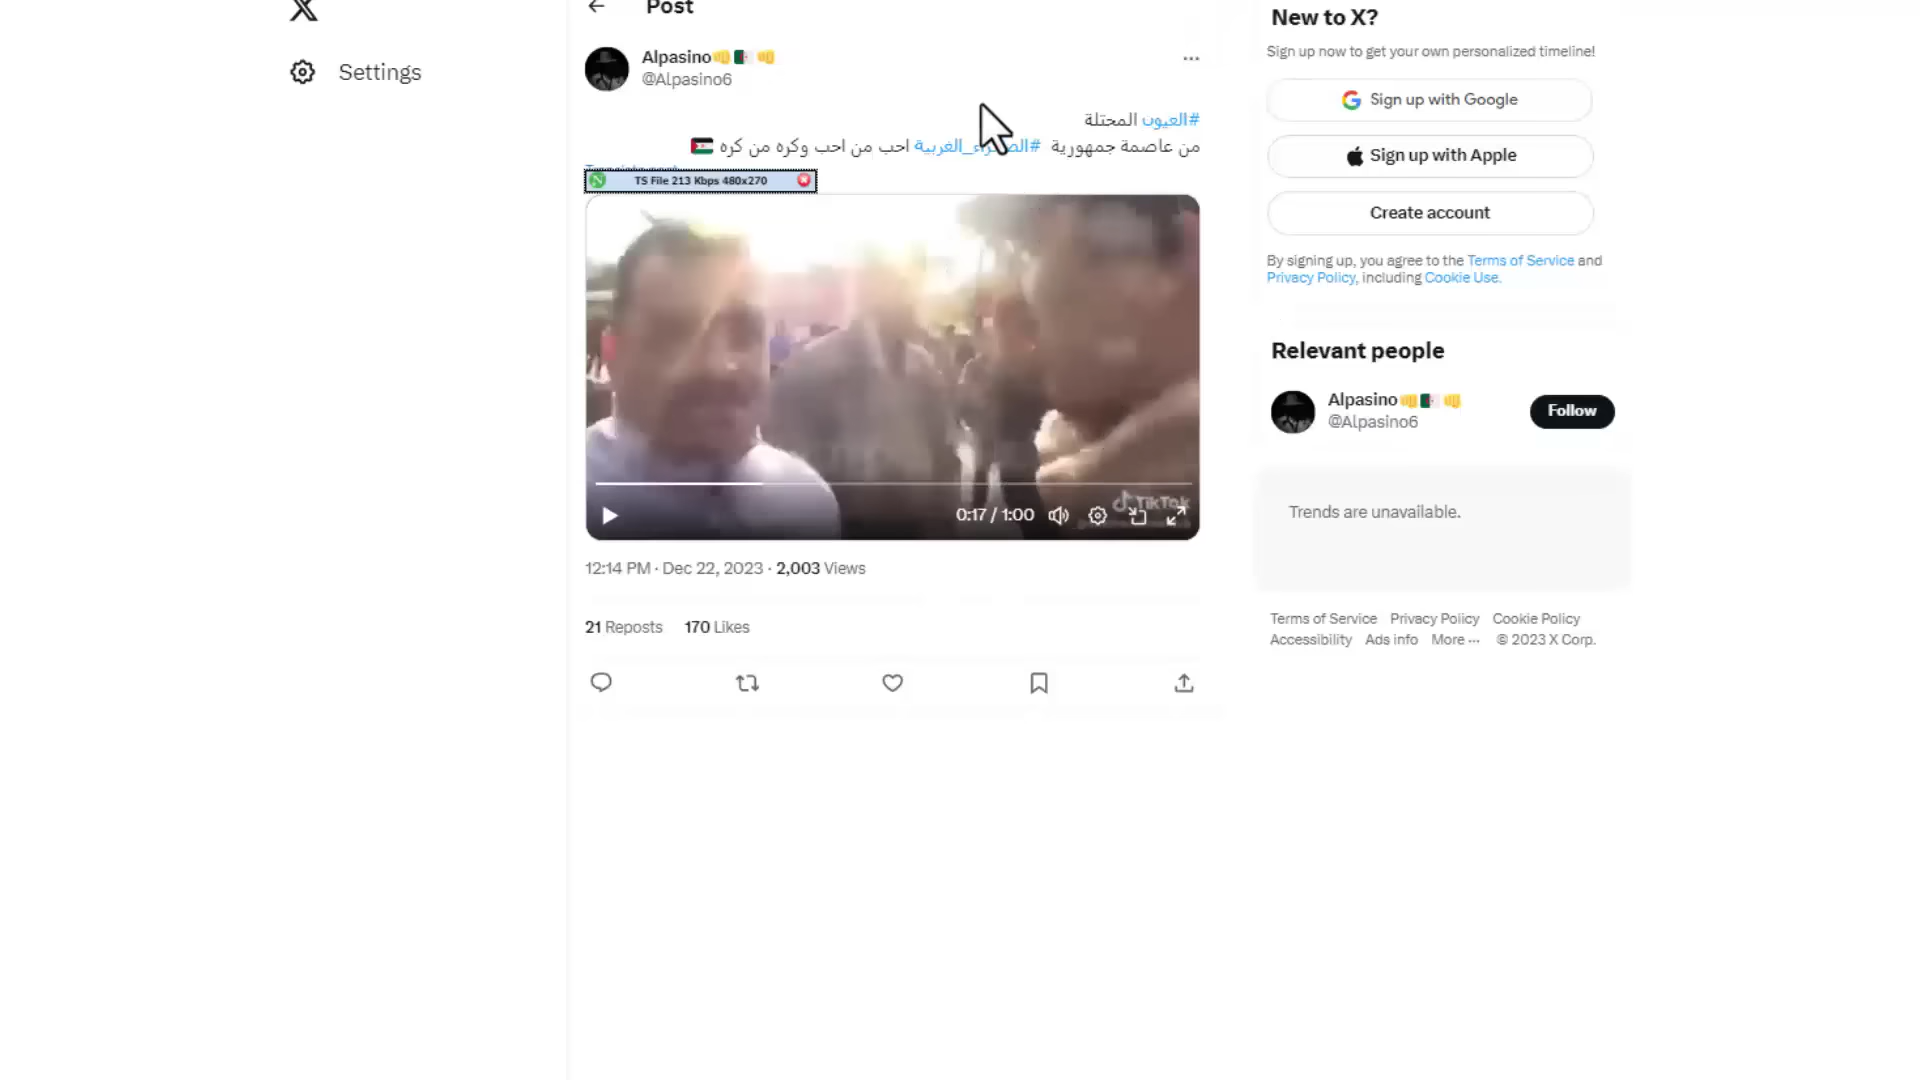 Post
Settings
Alpasino👊🇩🇿👊
@Alpasino6
#العيون المحتلة
من عاصمة جمهورية #الصحراء_الغربية احب من احب وكره من كره 🇪🇭
TS File 213 Kbps 480x270
TikTok
0:17 / 1:00
12:14 PM · Dec 22, 2023 · 2,003 Views
21 Reposts 170 Likes
New to X?
Sign up now to get your own personalized timeline!
Sign up with Google
Sign up with Apple
Create account
By signing up, you agree to the Terms of Service and
Privacy Policy, including Cookie Use.
Relevant people
Alpasino👊🇩🇿👊
@Alpasino6
Follow
Trends are unavailable.
Terms of Service Privacy Policy Cookie Policy
Accessibility Ads info More ··· © 2023 X Corp.